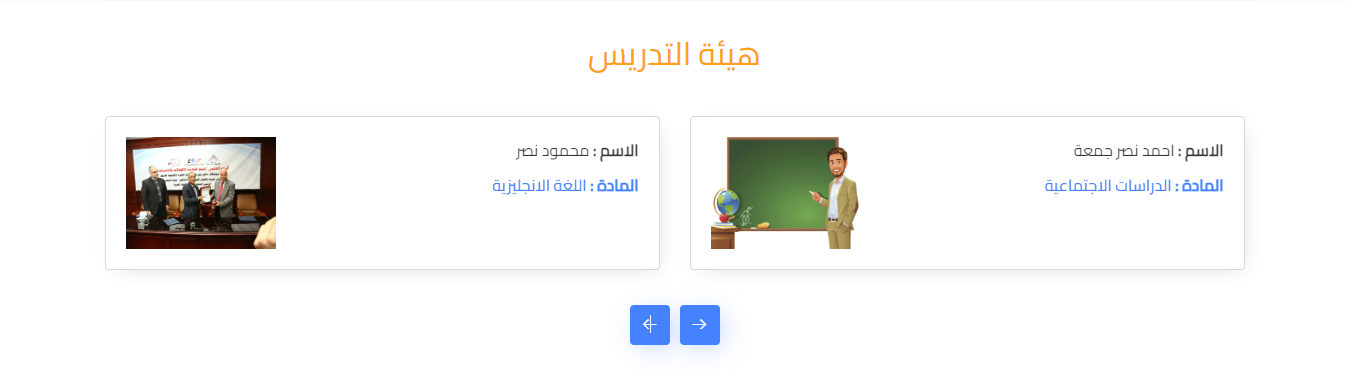 هيئة التدريس
الاسم : احمد نصر جمعة
المادة : الدراسات الاجتماعية
الاسم : محمود نصر
المادة : اللغة الانجليزية